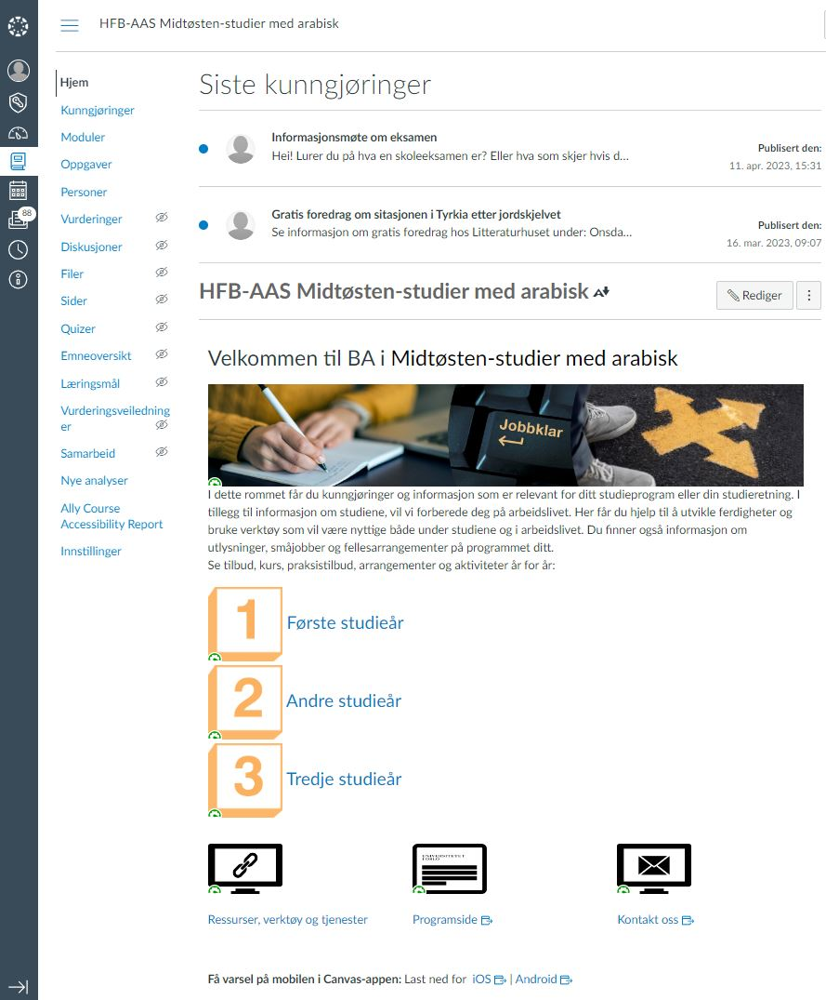 HFB-AAS Midtøsten-studier med arabisk
88
Hjem
Kunngjøringer
Moduler
Oppgaver
Personer
Vurderinger
Diskusjoner
Filer
Sider
Quizer
Emneoversikt
Læringsmål
Vurderingsveiledning
er
Samarbeid
Nye analyser
Ally Course
Accessibility Report
Innstillinger
Siste kunngjøringer
Informasjonsmøte om eksamen
Hei! Lurer du på hva en skoleeksamen er? Eller hva som skjer hvis d...
Publisert den:
11. apr. 2023, 15:31
Gratis foredrag om sitasjonen i Tyrkia etter jordskjelvet
Se informasjon om gratis foredrag hos Litteraturhuset under: Onsda...
Publisert den:
16. mar. 2023, 09:07
HFB-AAS Midtøsten-studier med arabisk
Rediger
Velkommen til BA i Midtøsten-studier med arabisk
Jobbklar
I dette rommet får du kunngjøringer og informasjon som er relevant for ditt studieprogram eller din studieretning. I
tillegg til informasjon om studiene, vil vi forberede deg på arbeidslivet. Her får du hjelp til å utvikle ferdigheter og
bruke verktøy som vil være nyttige både under studiene og i arbeidslivet. Du finner også informasjon om
utlysninger, småjobber og fellesarrangementer på programmet ditt.
Se tilbud, kurs, praksistilbud, arrangementer og aktiviteter år for år:
1 Første studieår
2 Andre studieår
3 Tredje studieår
UNIVERSITETET
I OSLO
Ressurser, verktøy og tjenester
Programside
Kontakt oss
Få varsel på mobilen i Canvas-appen: Last ned for iOS | Android